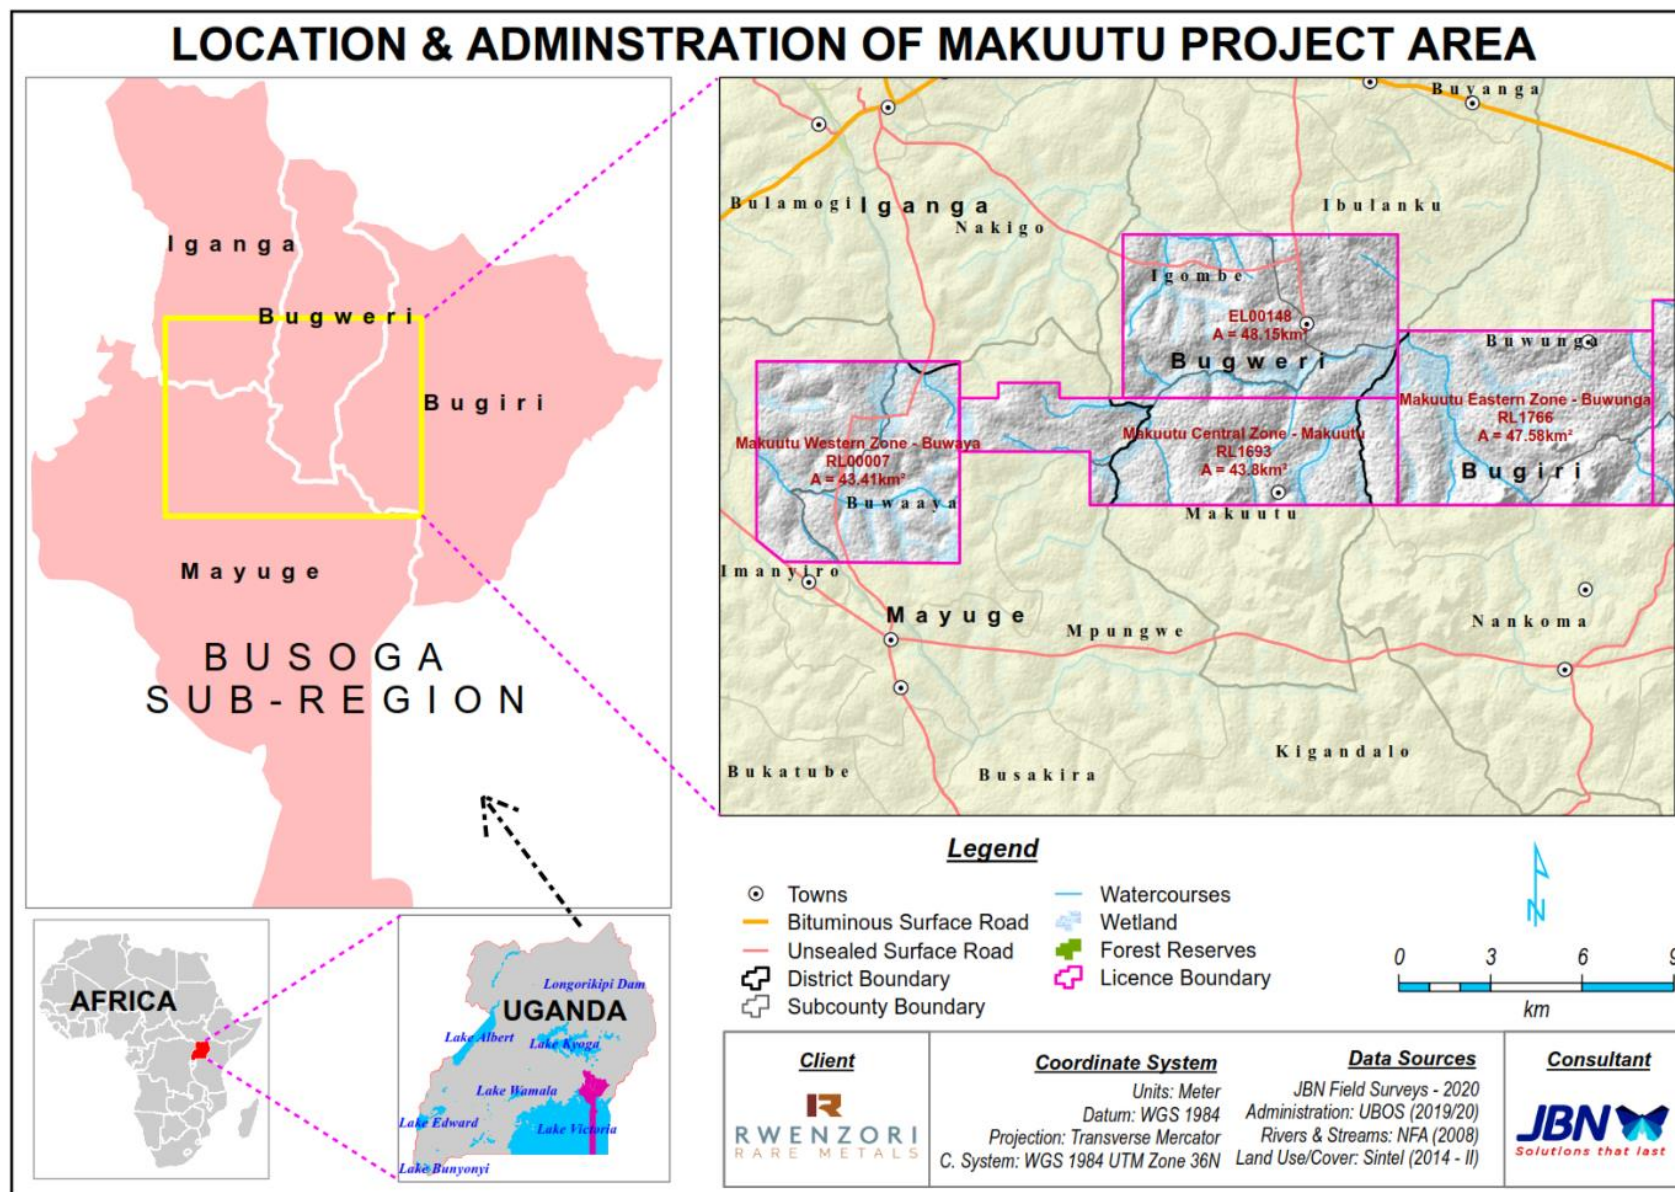 LOCATION & ADMINSTRATION OF MAKUUTU PROJECT AREA
Iganga
Bugweri
Bugiri
Mayuge
BUSOGA
SUB-REGION
Buyanga
Bulamogi
Iganga
Nakigo
Ibulanku
Igombe
EL00148
A = 48.15km²
Bugweri
Buwunga
Makuutu Eastern Zone - Buwunga
RL1766
A = 47.58km²
Bugiri
Makuutu Western Zone - Buwaya
RL00007
A = 43.41km²
Buwaaya
Makuutu Central Zone - Makuutu
RL1693
A = 43.8km²
Makuutu
Imanyiro
Mayuge
Mpungwe
Nankoma
Bukatube
Busakira
Kigandalo
Legend
Towns
Bituminous Surface Road
Unsealed Surface Road
District Boundary
Subcounty Boundary
Watercourses
Wetland
Forest Reserves
Licence Boundary
N
0 3 6 9
km
AFRICA
UGANDA
Longorikipi Dam
Lake Albert
Lake Kyoga
Lake Wamala
Lake Edward
Lake Victoria
Lake Bunyonyi
Client
RWENZORI
RARE METALS
Coordinate System
Units: Meter
Datum: WGS 1984
Projection: Transverse Mercator
C. System: WGS 1984 UTM Zone 36N
Data Sources
JBN Field Surveys - 2020
Administration: UBOS (2019/20)
Rivers & Streams: NFA (2008)
Land Use/Cover: Sintel (2014 - II)
Consultant
JBN
Solutions that last